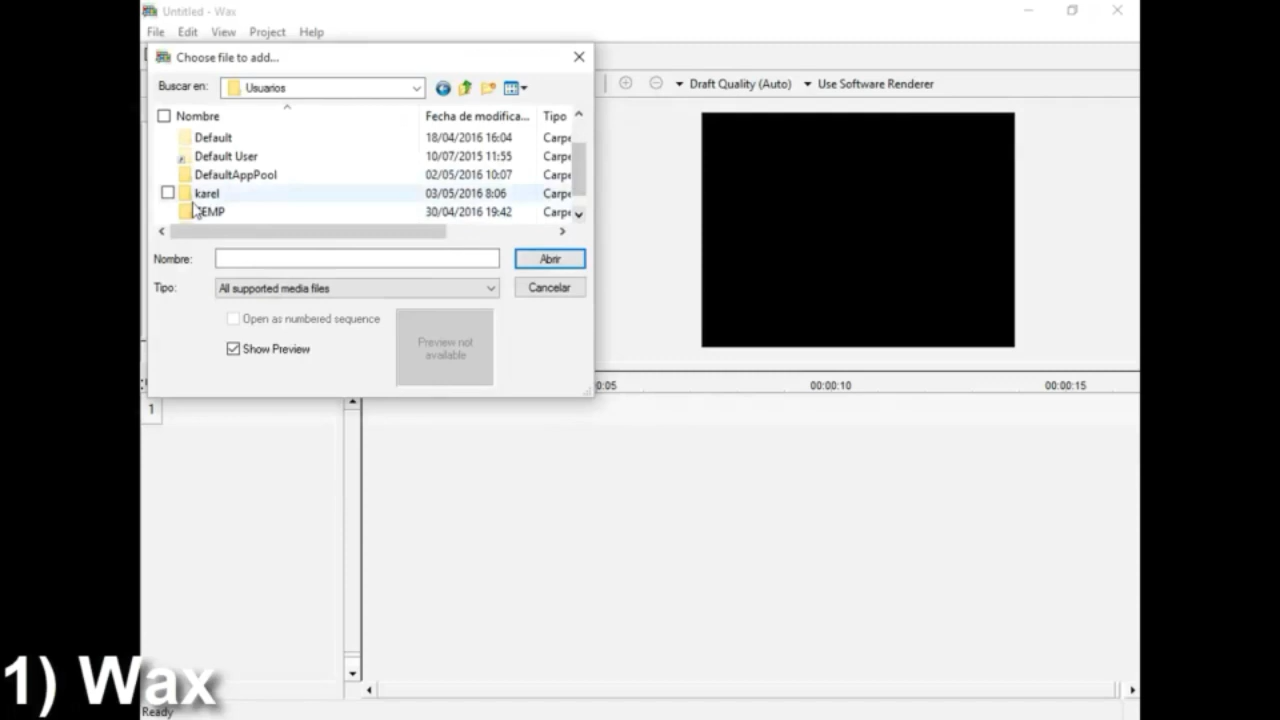 Untitled - Wax
File Edit View Project Help
Choose file to add...
Buscar en: Usuarios
Draft Quality (Auto) Use Software Renderer
Nombre Fecha de modifica... Tipo
Default 18/04/2016 16:04 Carpe
Default User 10/07/2015 11:55 Carpe
DefaultAppPool 02/05/2016 10:07 Carpe
karel 03/05/2016 8:06 Carpe
TEMP 30/04/2016 19:42 Carpe
Nombre: Abrir
Tipo: All supported media files Cancelar
Open as numbered sequence
Show Preview
Preview not
available
0:05 00:00:10 00:00:15
1
1) Wax
Ready